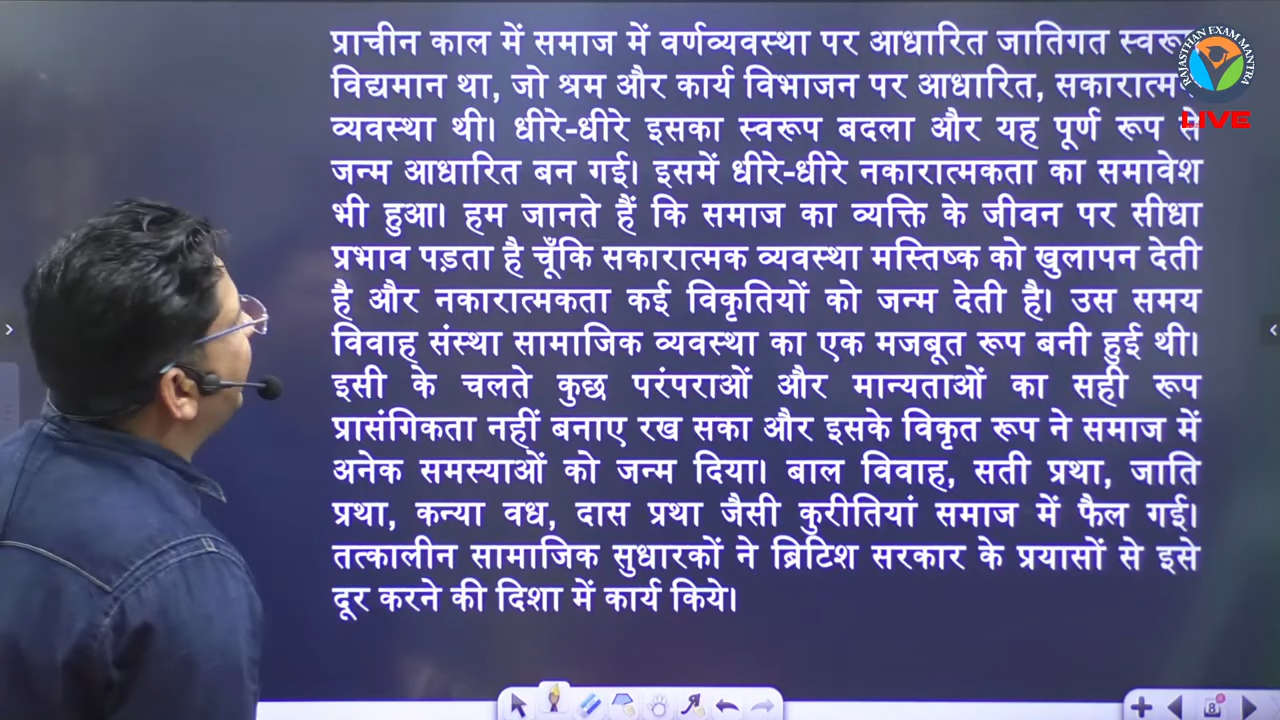 प्राचीन काल में समाज में वर्णव्यवस्था पर आधारित जातिगत
विद्यमान था, जो श्रम और कार्य विभाजन पर आधारित,
व्यवस्था थी। धीरे-धीरे इसका स्वरूप बदला और यह पूर्ण रूप से
जन्म आधारित बन गई। इसमें धीरे-धीरे नकारात्मकता का समावेश
भी हुआ। हम जानते हैं कि समाज का व्यक्ति के जीवन पर सीधा
प्रभाव पड़ता है चूँकि सकारात्मक व्यवस्था मस्तिष्क को खुलापन देती
है और नकारात्मकता कई विकृतियों को जन्म देती है। उस समय
विवाह संस्था सामाजिक व्यवस्था का एक मजबूत रूप बनी हुई थी।
इसी के चलते कुछ परंपराओं और मान्यताओं का सही रूप
प्रासंगिकता नहीं बनाए रख सका और इसके विकृत रूप ने समाज में
अनेक समस्याओं को जन्म दिया। बाल विवाह, सती प्रथा, जाति
प्रथा, कन्या वध, दास प्रथा जैसी कुरीतियां समाज में फैल गई।
तत्कालीन सामाजिक सुधारकों ने ब्रिटिश सरकार के प्रयासों से इसे
दूर करने की दिशा में कार्य किये।
RAJASTHAN EXAM MANTRA
LIVE
8